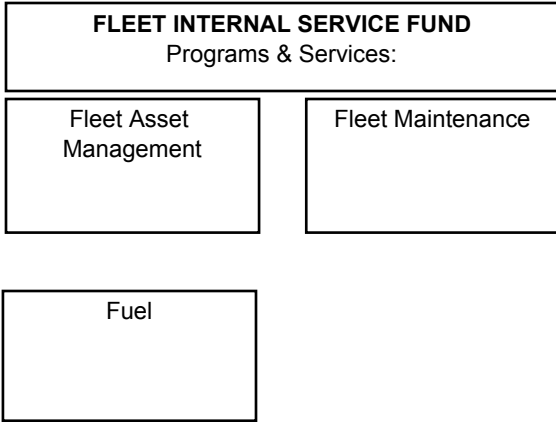 FLEET INTERNAL SERVICE FUND
Programs & Services:
Fleet Asset
Management
Fleet Maintenance
Fuel